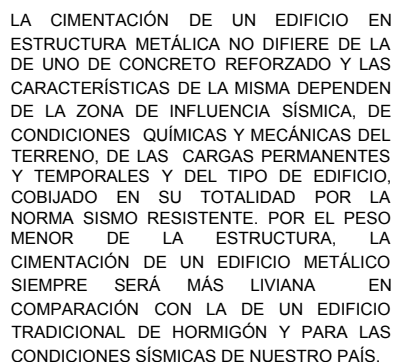 LA CIMENTACIÓN DE UN EDIFICIO EN
ESTRUCTURA METÁLICA NO DIFIERE DE LA
DE UNO DE CONCRETO REFORZADO Y LAS
CARACTERÍSTICAS DE LA MISMA DEPENDEN
DE LA ZONA DE INFLUENCIA SÍSMICA, DE
CONDICIONES QUÍMICAS Y MECÁNICAS DEL
TERRENO, DE LAS CARGAS PERMANENTES
Y TEMPORALES Y DEL TIPO DE EDIFICIO,
COBIJADO EN SU TOTALIDAD POR LA
NORMA SISMO RESISTENTE. POR EL PESO
MENOR DE LA ESTRUCTURA, LA
CIMENTACIÓN DE UN EDIFICIO METÁLICO
SIEMPRE SERÁ MÁS LIVIANA EN
COMPARACIÓN CON LA DE UN EDIFICIO
TRADICIONAL DE HORMIGÓN Y PARA LAS
CONDICIONES SÍSMICAS DE NUESTRO PAÍS.